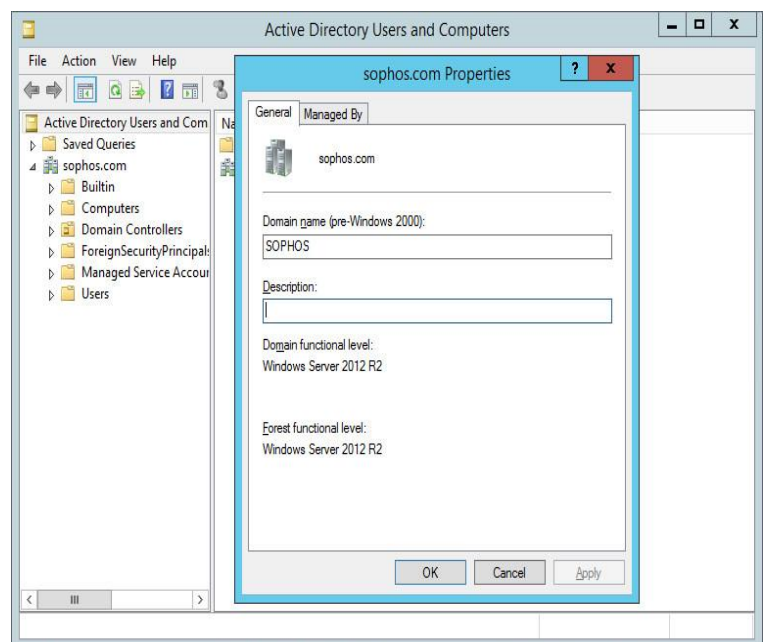 Active Directory Users and Computers
File Action View Help
Active Directory Users and Com
Saved Queries
sophos.com
Builtin
Computers
Domain Controllers
ForeignSecurityPrincipals
Managed Service Accour
Users
Na
sophos.com Properties
?
x
General
Managed By
sophos.com
Domain name (pre-Windows 2000):
SOPHOS
Description:
Domain functional level:
Windows Server 2012 R2
Forest functional level:
Windows Server 2012 R2
OK
Cancel
Apply